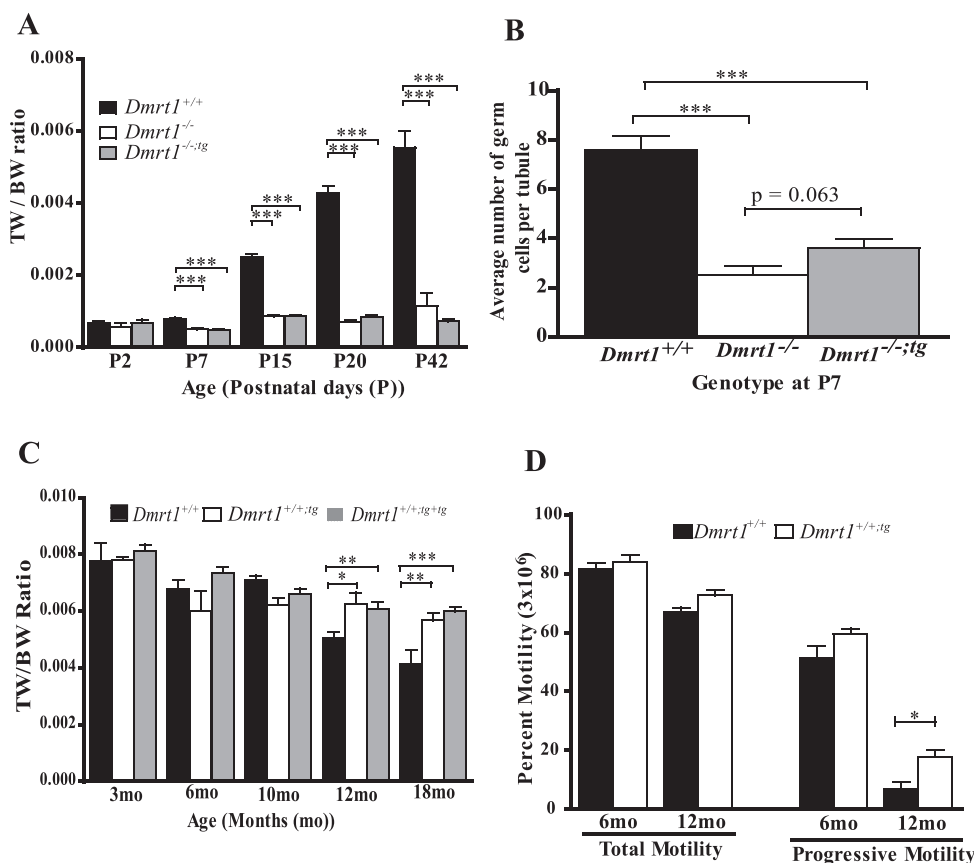 A
0.008
0.006
0.004
0.002
0.000
TW / BW ratio
Dmrt1+/+
Dmrt1-/-
Dmrt1-/-;tg
***
***
***
***
***
***
***
***
P2 P7 P15 P20 P42
Age (Postnatal days (P))
B
10
8
6
4
2
0
Average number of germ
cells per tubule
***
***
p = 0.063
Dmrt1+/+ Dmrt1-/- Dmrt1-/-;tg
Genotype at P7
C
0.010
0.008
0.006
0.004
0.002
0.000
TW/BW Ratio
Dmrt1+/+ Dmrt1+/+;tg Dmrt1+/+;tg+tg
**
*
***
**
3mo 6mo 10mo 12mo 18mo
Age (Months (mo))
D
100
80
60
40
20
0
Percent Motility (3x10⁶)
Dmrt1+/+ Dmrt1+/+;tg
*
6mo 12mo 6mo 12mo
Total Motility Progressive Motility